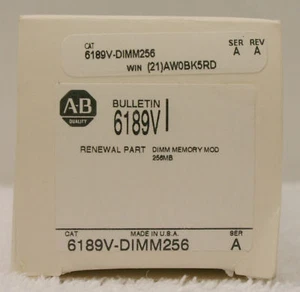 CAT SER REV
6189V-DIMM256 A A
WIN (21)AW0BK5RD
A-B
QUALITY
BULLETIN
6189V
RENEWAL PART DIMM MEMORY MOD
256MB
CAT MADE IN U.S.A. SER
6189V-DIMM256 A